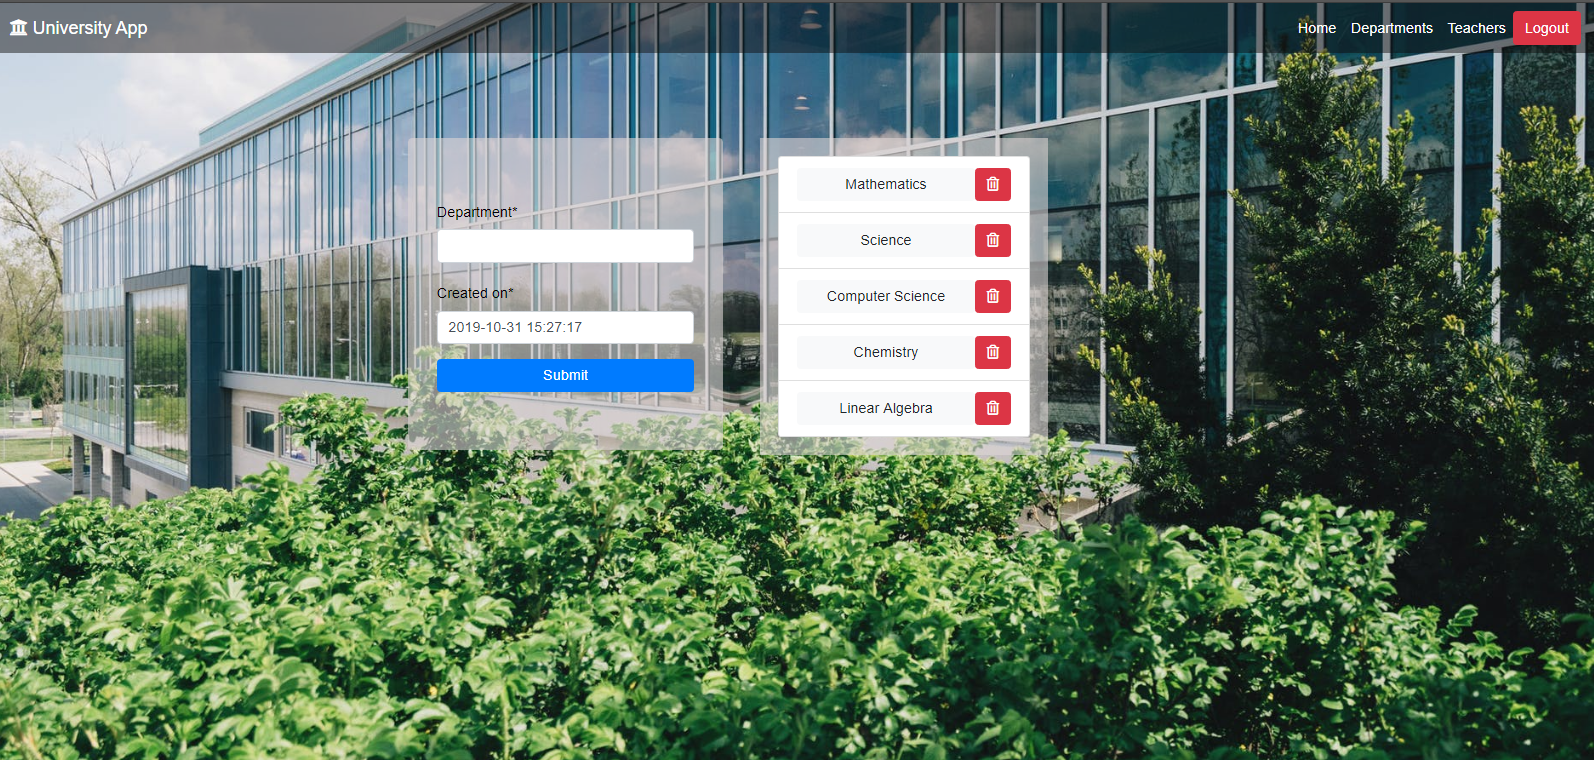 University App
Home Departments Teachers Logout
Department*
Created on*
2019-10-31 15:27:17
Submit
Mathematics
Science
Computer Science
Chemistry
Linear Algebra